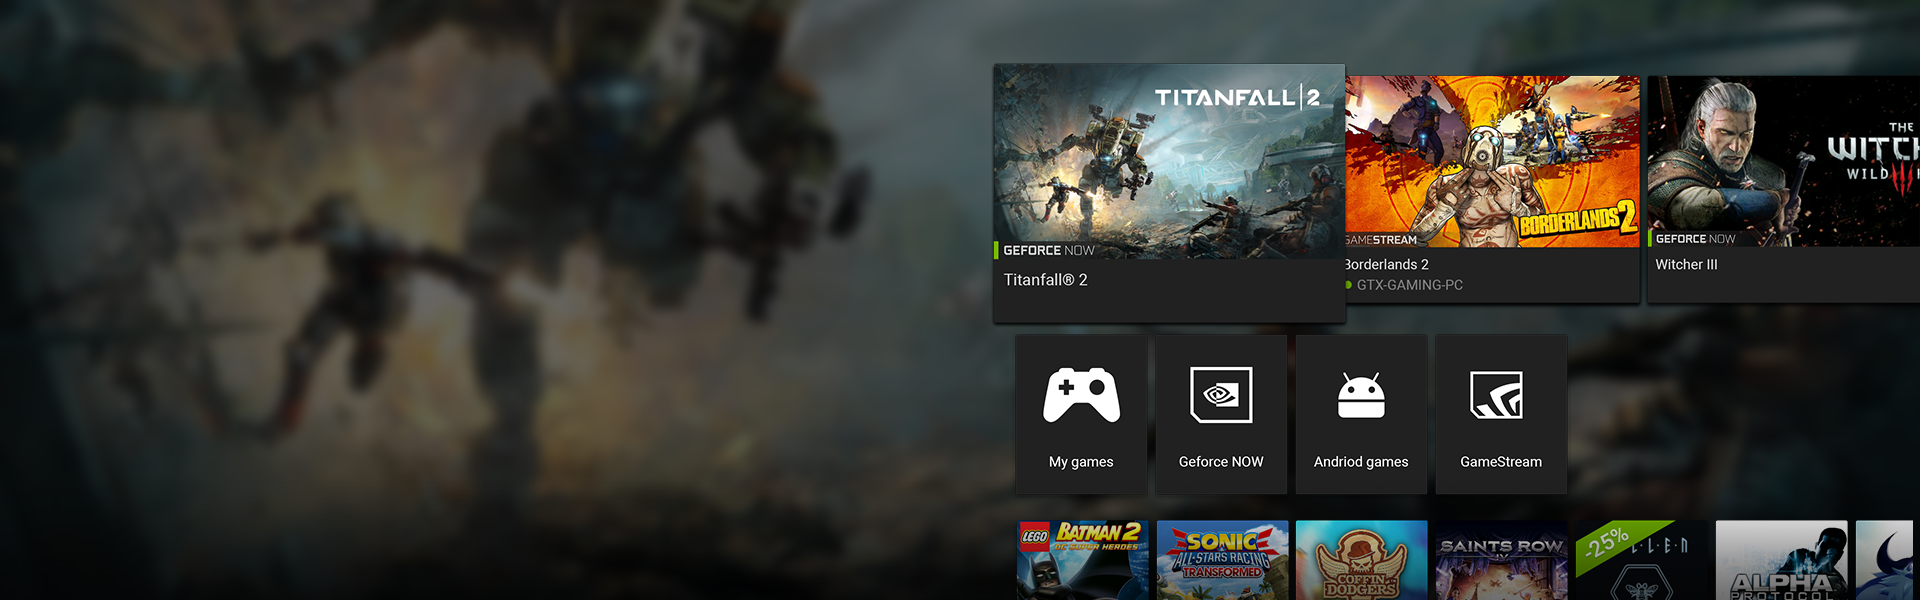 TITANFALL|2
GEFORCE NOW
Titanfall® 2
BORDERLANDS 2
GAMESTREAM
Borderlands 2
GTX-GAMING-PC
THE
WITCH
WILD
GEFORCE NOW
Witcher III
My games
Geforce NOW
Andriod games
GameStream
LEGO
BATMAN 2
DC SUPER HEROES
SONIC
ALL-STARS RACING
TRANSFORMED
COFFIN
DODGERS
SAINTS ROW
IV
-25%
ALPHA
PROTOCOL